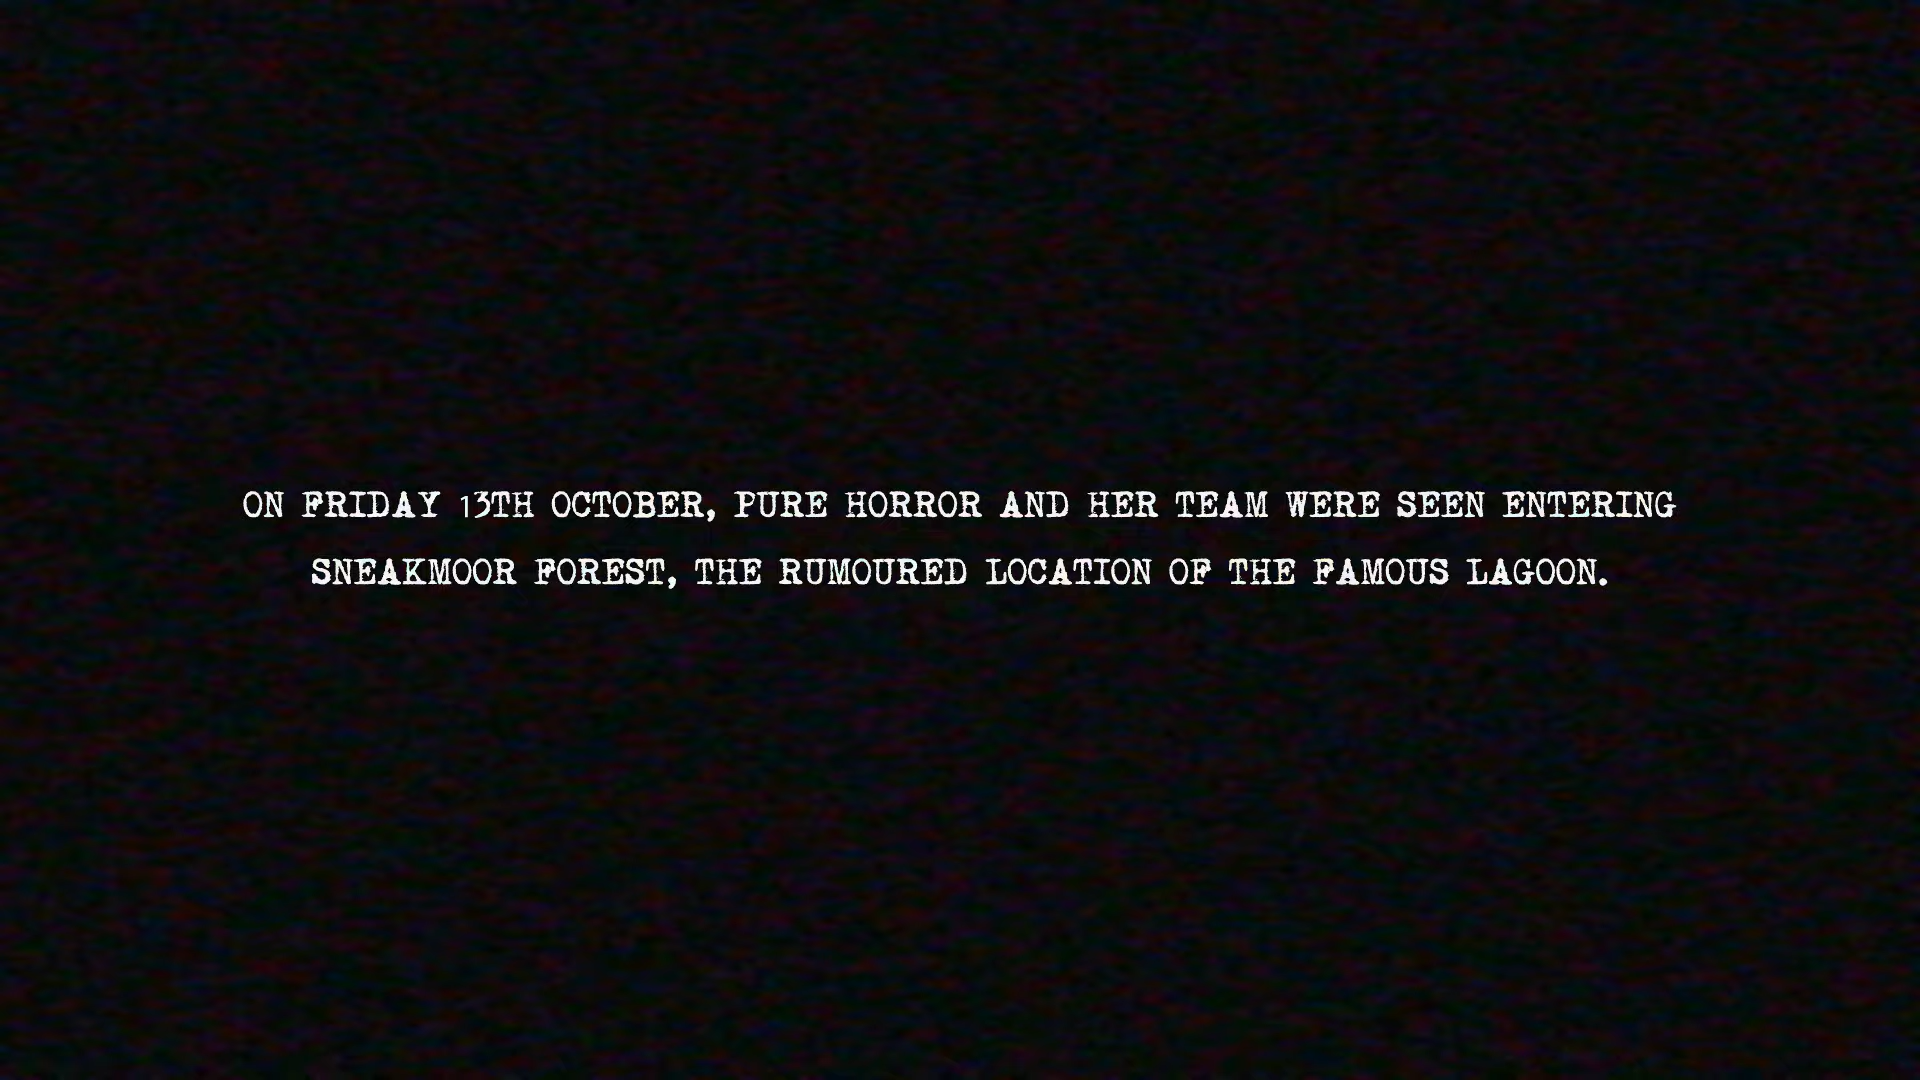 ON FRIDAY 13TH OCTOBER, PURE HORROR AND HER TEAM WERE SEEN ENTERING
SNEAKMOOR FOREST, THE RUMOURED LOCATION OF THE FAMOUS LAGOON.